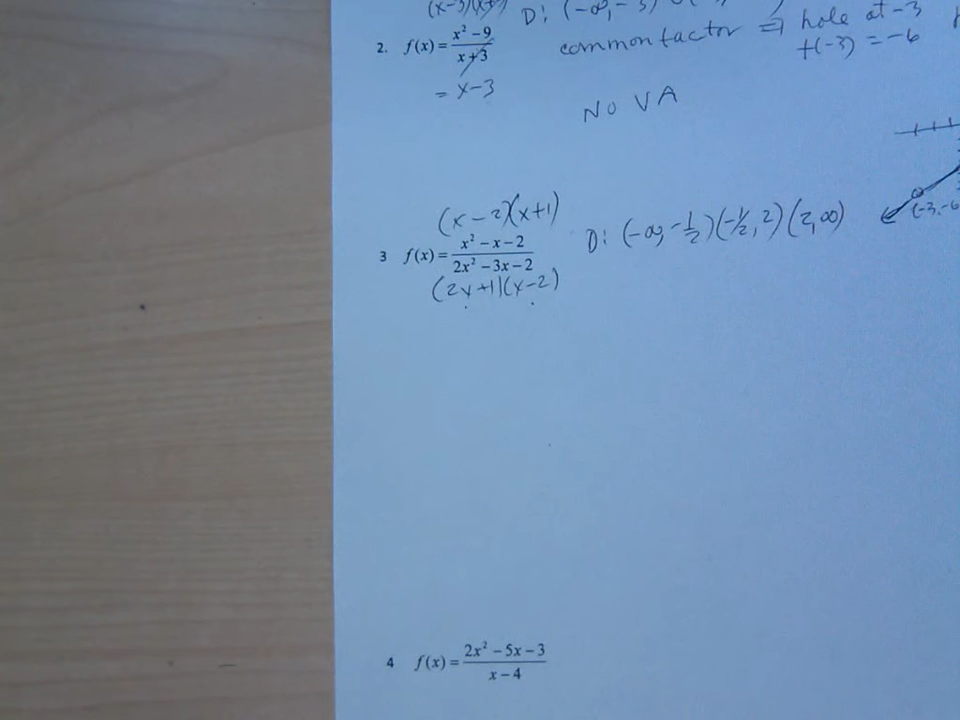 (x-3)(x+3) D: (-∞, -3) ∪ (
2. f(x) = x² - 9 / x + 3 common factor ⇒ hole at -3
f(-3) = -6
= x-3
NO VA
(x-2)(x+1)
3 f(x) = x² - x - 2 / 2x² - 3x - 2 D: (-∞, -1/2)(-1/2, 2)(2, ∞)
(-3, -6
(2x+1)(x-2)
4 f(x) = 2x² - 5x - 3 / x - 4